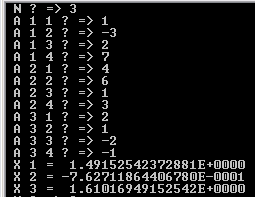 N ? => 3
A 1 1 ? => 1
A 1 2 ? => -3
A 1 3 ? => 2
A 1 4 ? => 7
A 2 1 ? => 4
A 2 2 ? => 6
A 2 3 ? => 1
A 2 4 ? => 3
A 3 1 ? => 2
A 3 2 ? => 1
A 3 3 ? => -2
A 3 4 ? => -1
X 1 =  1.49152542372881E+0000
X 2 = -7.62711864406780E-0001
X 3 =  1.61016949152542E+0000